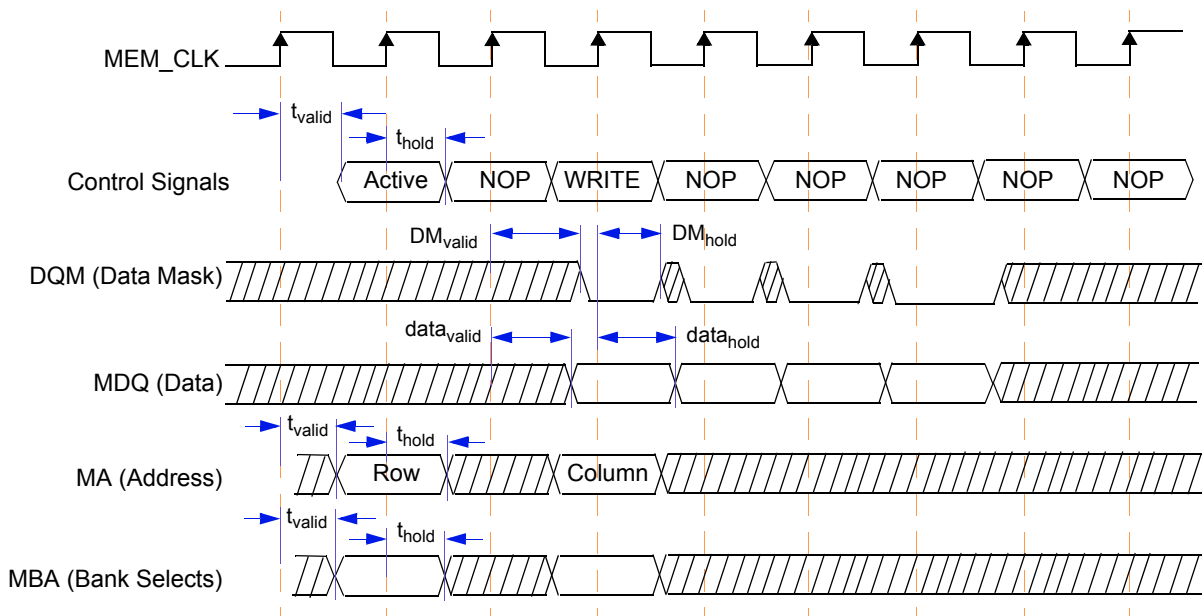 MEM_CLK
tvalid
thold
Control Signals Active NOP WRITE NOP NOP NOP NOP NOP
DMvalid DMhold
DQM (Data Mask)
datavalid datahold
MDQ (Data)
tvalid thold
MA (Address) Row Column
tvalid thold
MBA (Bank Selects)